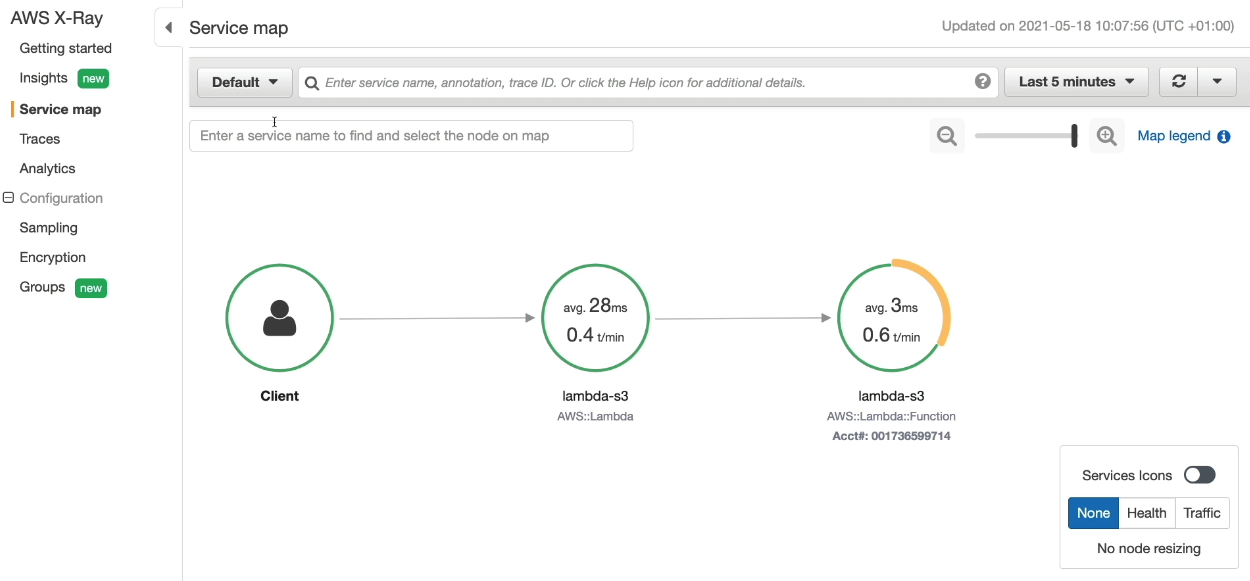 AWS X-Ray
Getting started
Insights new
Service map
Traces
Analytics
Configuration
Sampling
Encryption
Groups new
Service map
Updated on 2021-05-18 10:07:56 (UTC +01:00)
Default
Enter service name, annotation, trace ID. Or click the Help icon for additional details.
?
Last 5 minutes
Enter a service name to find and select the node on map
Map legend i
avg. 28ms
0.4 t/min
avg. 3ms
0.6 t/min
Client
lambda-s3
AWS::Lambda
lambda-s3
AWS::Lambda::Function
Acct#: 001736599714
Services Icons
None Health Traffic
No node resizing